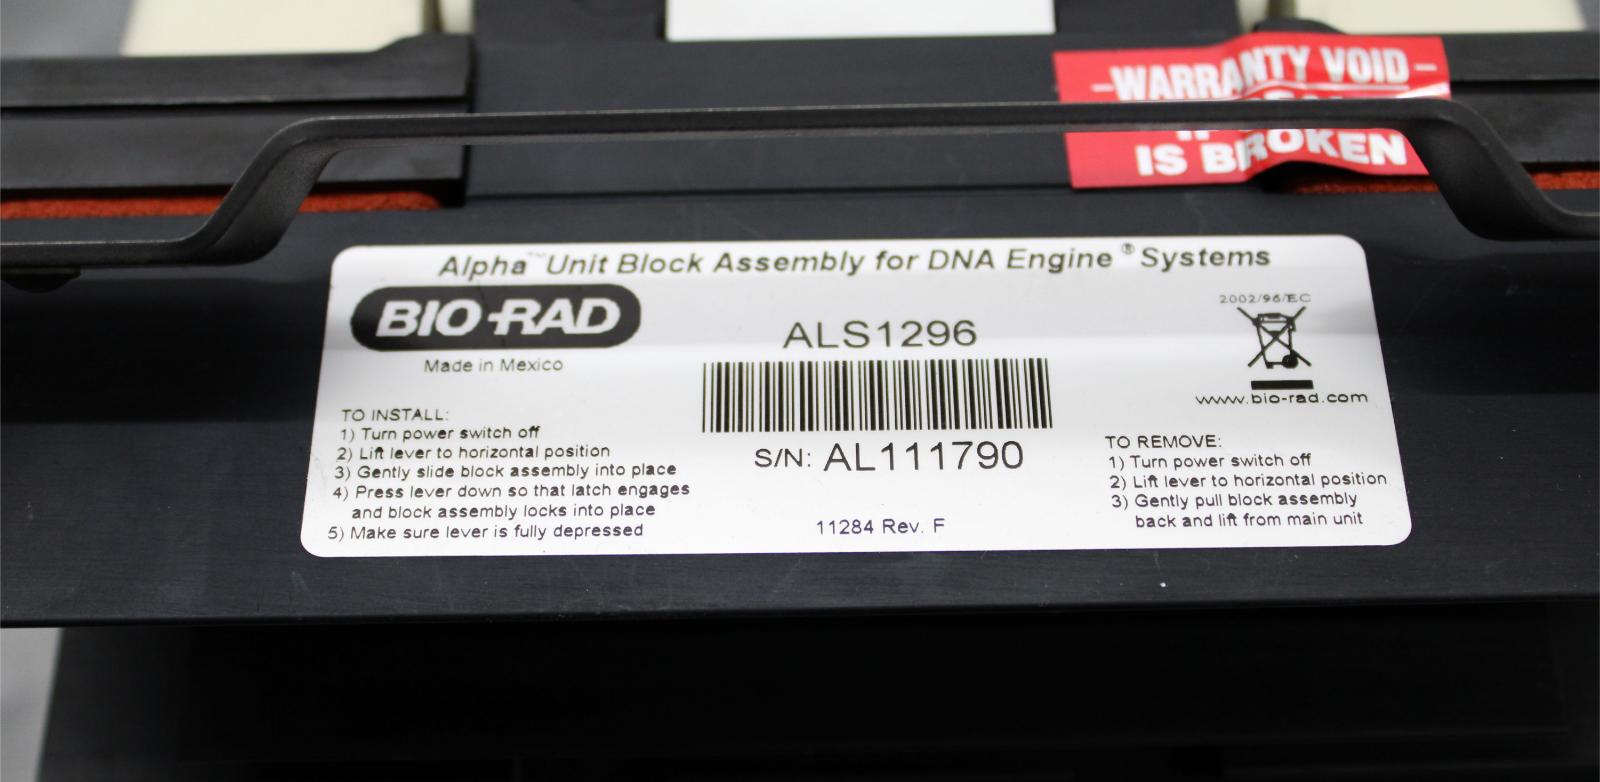 -WARRANTY VOID-
IS BROKEN
Alpha™ Unit Block Assembly for DNA Engine® Systems
BIO-RAD
Made in Mexico
ALS1296
2002/96/EC
www.bio-rad.com
S/N: AL111790
11284 Rev. F
TO INSTALL:
1) Turn power switch off
2) Lift lever to horizontal position
3) Gently slide block assembly into place
4) Press lever down so that latch engages
and block assembly locks into place
5) Make sure lever is fully depressed
TO REMOVE:
1) Turn power switch off
2) Lift lever to horizontal position
3) Gently pull block assembly
back and lift from main unit